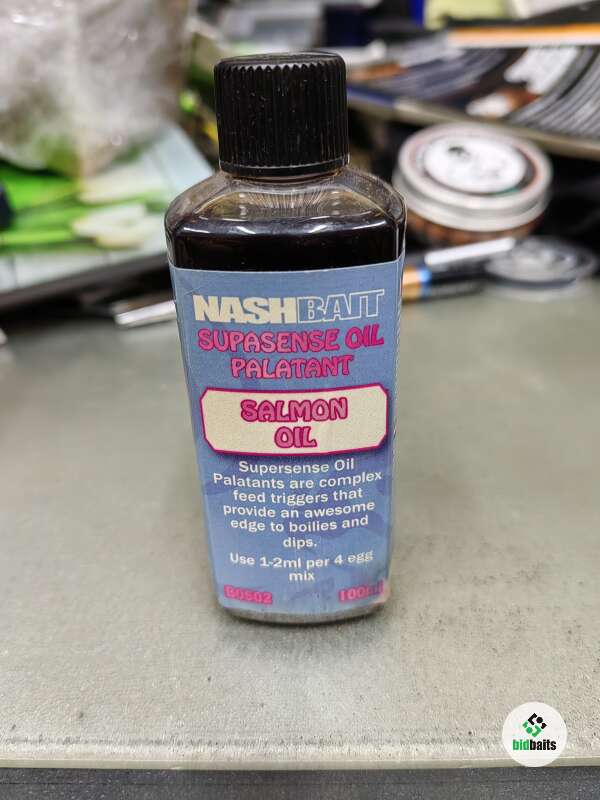 NASHBAIT
SUPASENSE OIL
PALATANT
SALMON
OIL
Supersense Oil
Palatants are complex
feed triggers that
provide an awesome
edge to boilies and
dips.
Use 1-2ml per 4 egg
mix
B0502 100ml
bidbaits